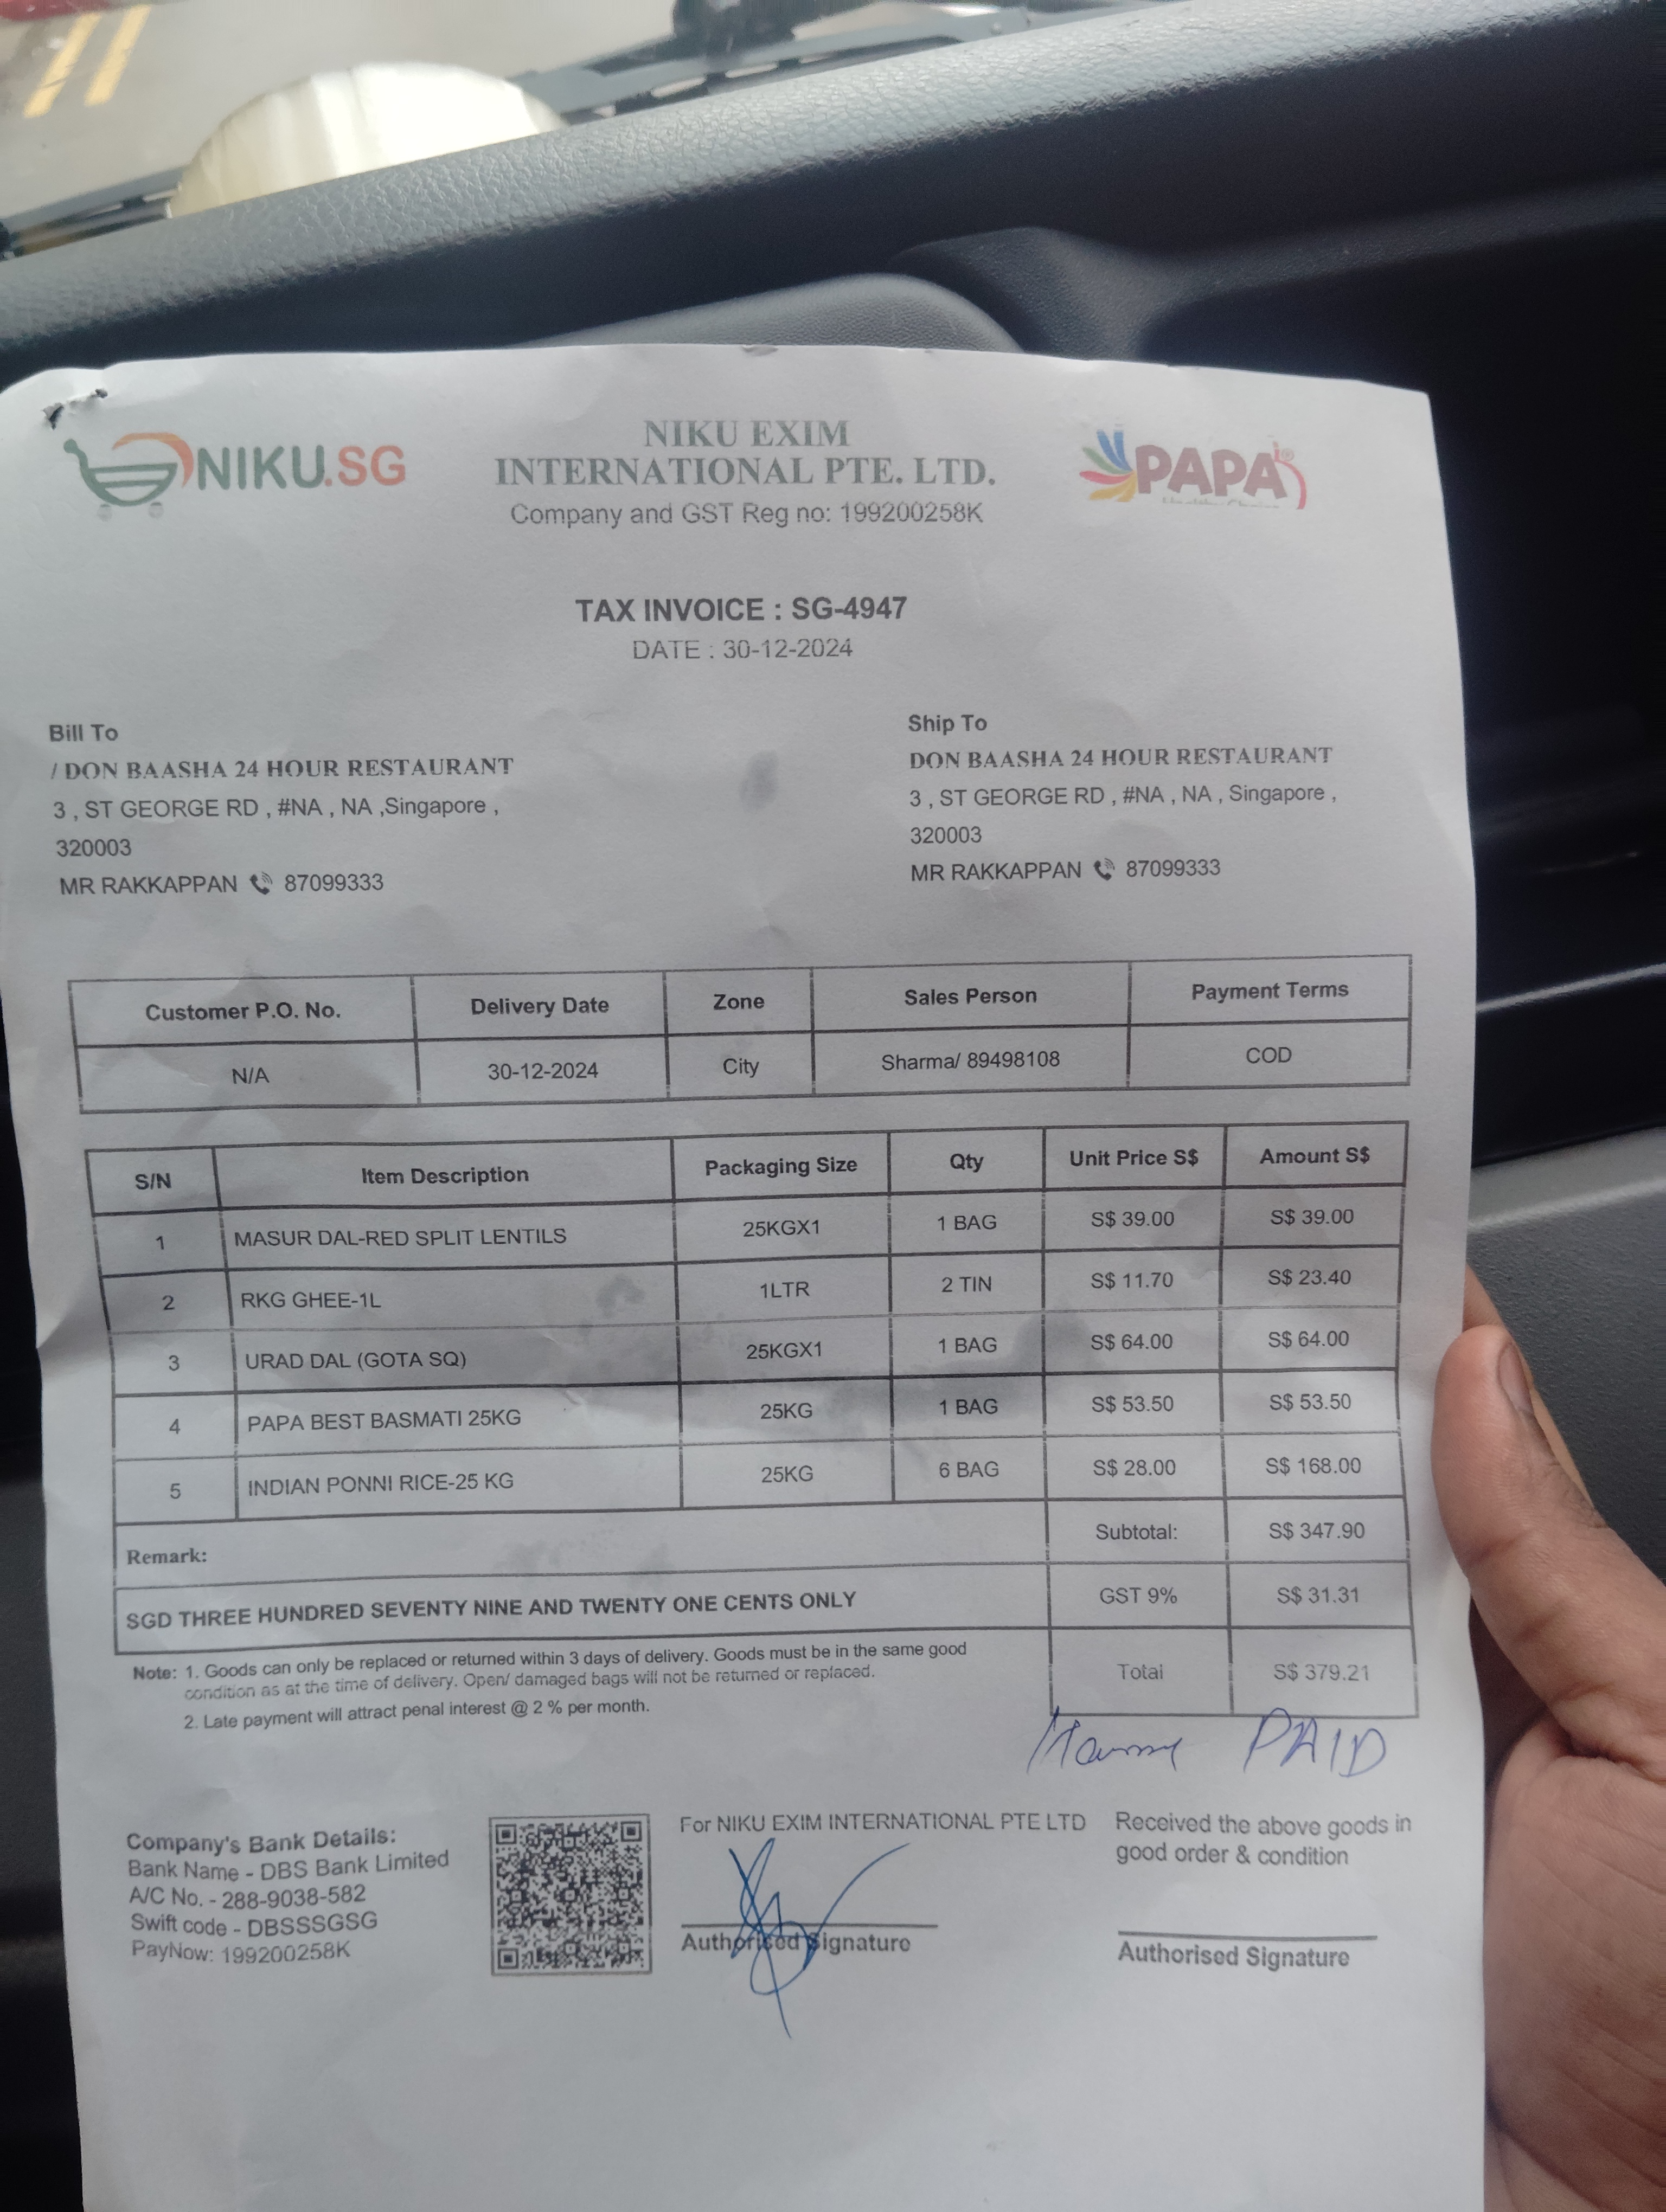 NIKU.SG
NIKU EXIM
INTERNATIONAL PTE. LTD.
Company and GST Reg no: 199200258K
PAPA
TAX INVOICE : SG-4947
DATE : 30-12-2024
Bill To
/ DON BAASHA 24 HOUR RESTAURANT
3 , ST GEORGE RD , #NA , NA ,Singapore ,
320003
MR RAKKAPPAN 87099333
Ship To
DON BAASHA 24 HOUR RESTAURANT
3 , ST GEORGE RD , #NA , NA , Singapore ,
320003
MR RAKKAPPAN 87099333
Customer P.O. No. Delivery Date Zone Sales Person Payment Terms
N/A 30-12-2024 City Sharma/ 89498108 COD
S/N Item Description Packaging Size Qty Unit Price S$ Amount S$
1 MASUR DAL-RED SPLIT LENTILS 25KGX1 1 BAG S$ 39.00 S$ 39.00
2 RKG GHEE-1L 1LTR 2 TIN S$ 11.70 S$ 23.40
3 URAD DAL (GOTA SQ) 25KGX1 1 BAG S$ 64.00 S$ 64.00
4 PAPA BEST BASMATI 25KG 25KG 1 BAG S$ 53.50 S$ 53.50
5 INDIAN PONNI RICE-25 KG 25KG 6 BAG S$ 28.00 S$ 168.00
Remark: Subtotal: S$ 347.90
SGD THREE HUNDRED SEVENTY NINE AND TWENTY ONE CENTS ONLY GST 9% S$ 31.31
Total S$ 379.21
Note: 1. Goods can only be replaced or returned within 3 days of delivery. Goods must be in the same good
condition as at the time of delivery. Open/ damaged bags will not be returned or replaced.
2. Late payment will attract penal interest @ 2 % per month.
PAID
Company's Bank Details:
Bank Name - DBS Bank Limited
A/C No. - 288-9038-582
Swift code - DBSSSGSG
PayNow: 199200258K
For NIKU EXIM INTERNATIONAL PTE LTD
Authorised Signature
Received the above goods in
good order & condition
Authorised Signature